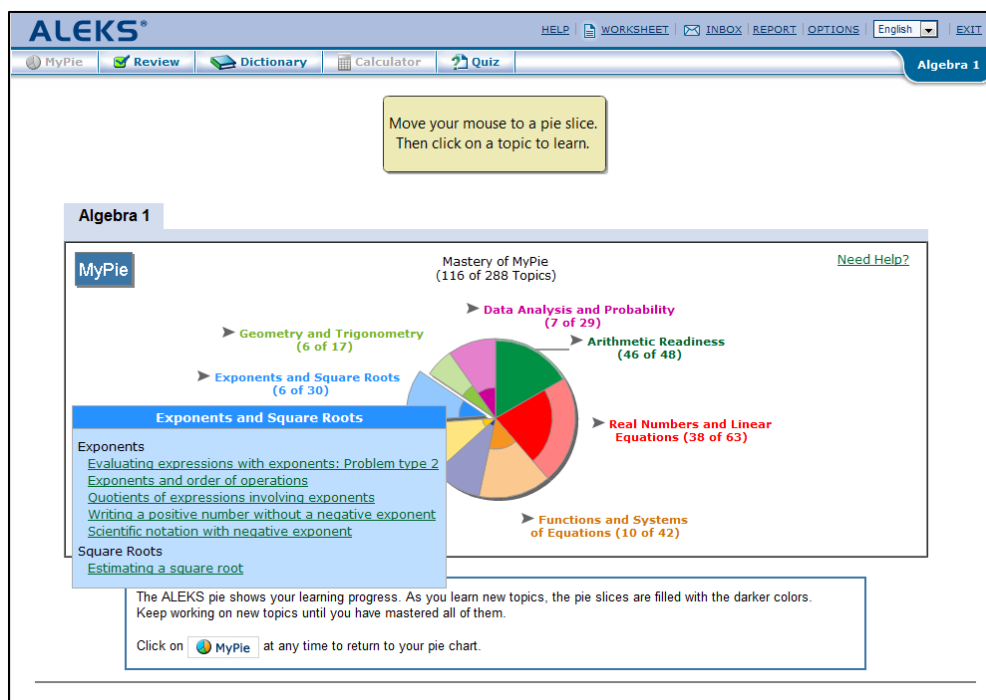 ALEKS®
HELP | WORKSHEET | INBOX | REPORT | OPTIONS | English | EXIT
MyPie Review Dictionary Calculator Quiz
Algebra 1
Move your mouse to a pie slice.
Then click on a topic to learn.
Algebra 1
MyPie
Mastery of MyPie
(116 of 288 Topics)
Need Help?
Data Analysis and Probability
(7 of 29)
Geometry and Trigonometry
(6 of 17)
Arithmetic Readiness
(46 of 48)
Exponents and Square Roots
(6 of 30)
Real Numbers and Linear
Equations (38 of 63)
Functions and Systems
of Equations (10 of 42)
Exponents and Square Roots
Exponents
Evaluating expressions with exponents: Problem type 2
Exponents and order of operations
Quotients of expressions involving exponents
Writing a positive number without a negative exponent
Scientific notation with negative exponent
Square Roots
Estimating a square root
The ALEKS pie shows your learning progress. As you learn new topics, the pie slices are filled with the darker colors.
Keep working on new topics until you have mastered all of them.
Click on MyPie at any time to return to your pie chart.